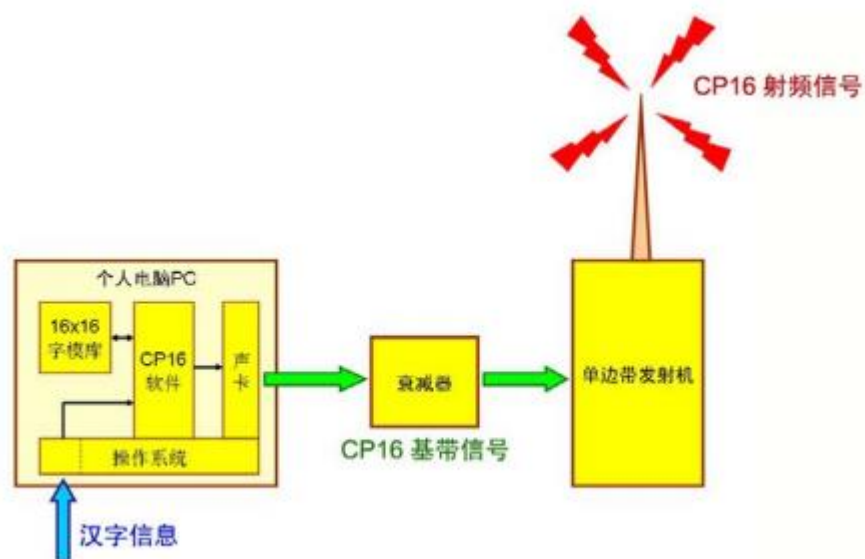 CP16 射频信号
个人电脑PC
16x16
字模库
CP16
软件
声
卡
操作系统
衰减器
CP16 基带信号
单边带发射机
汉字信息